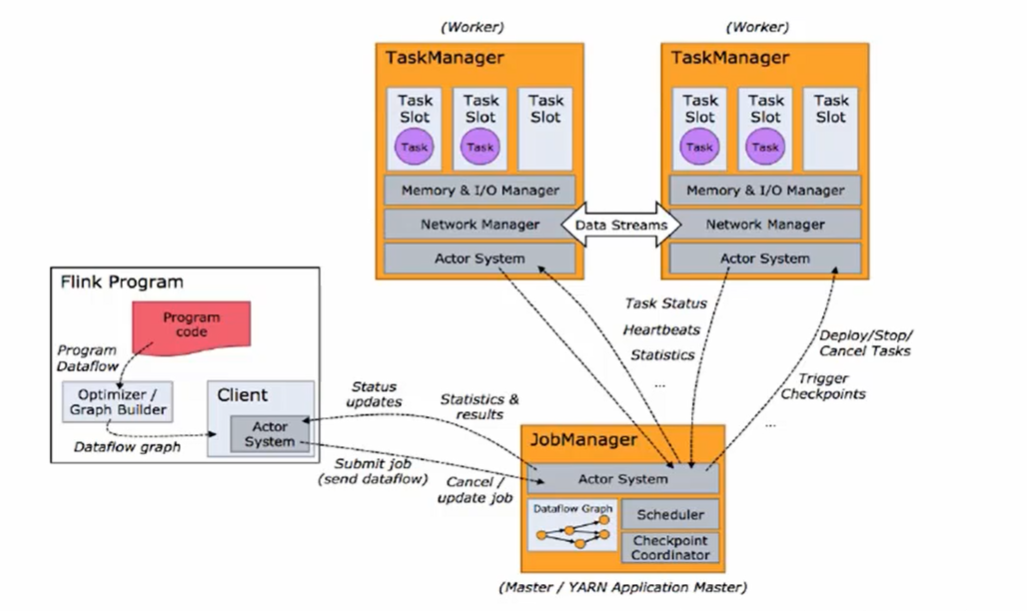 (Worker)
TaskManager
Task
Slot
Task
Task
Slot
Task
Task
Slot
Memory & I/O Manager
Network Manager
Actor System
(Worker)
TaskManager
Task
Slot
Task
Task
Slot
Task
Task
Slot
Memory & I/O Manager
Network Manager
Actor System
Data Streams
Flink Program
Program
code
Program
Dataflow
Optimizer /
Graph Builder
Dataflow graph
Client
Actor
System
Status
updates
Statistics &
results
Submit job
(send dataflow)
Cancel /
update job
Task Status
Heartbeats
Statistics
...
Deploy/Stop/
Cancel Tasks
Trigger
Checkpoints
...
JobManager
Actor System
Dataflow Graph
Scheduler
Checkpoint
Coordinator
(Master / YARN Application Master)